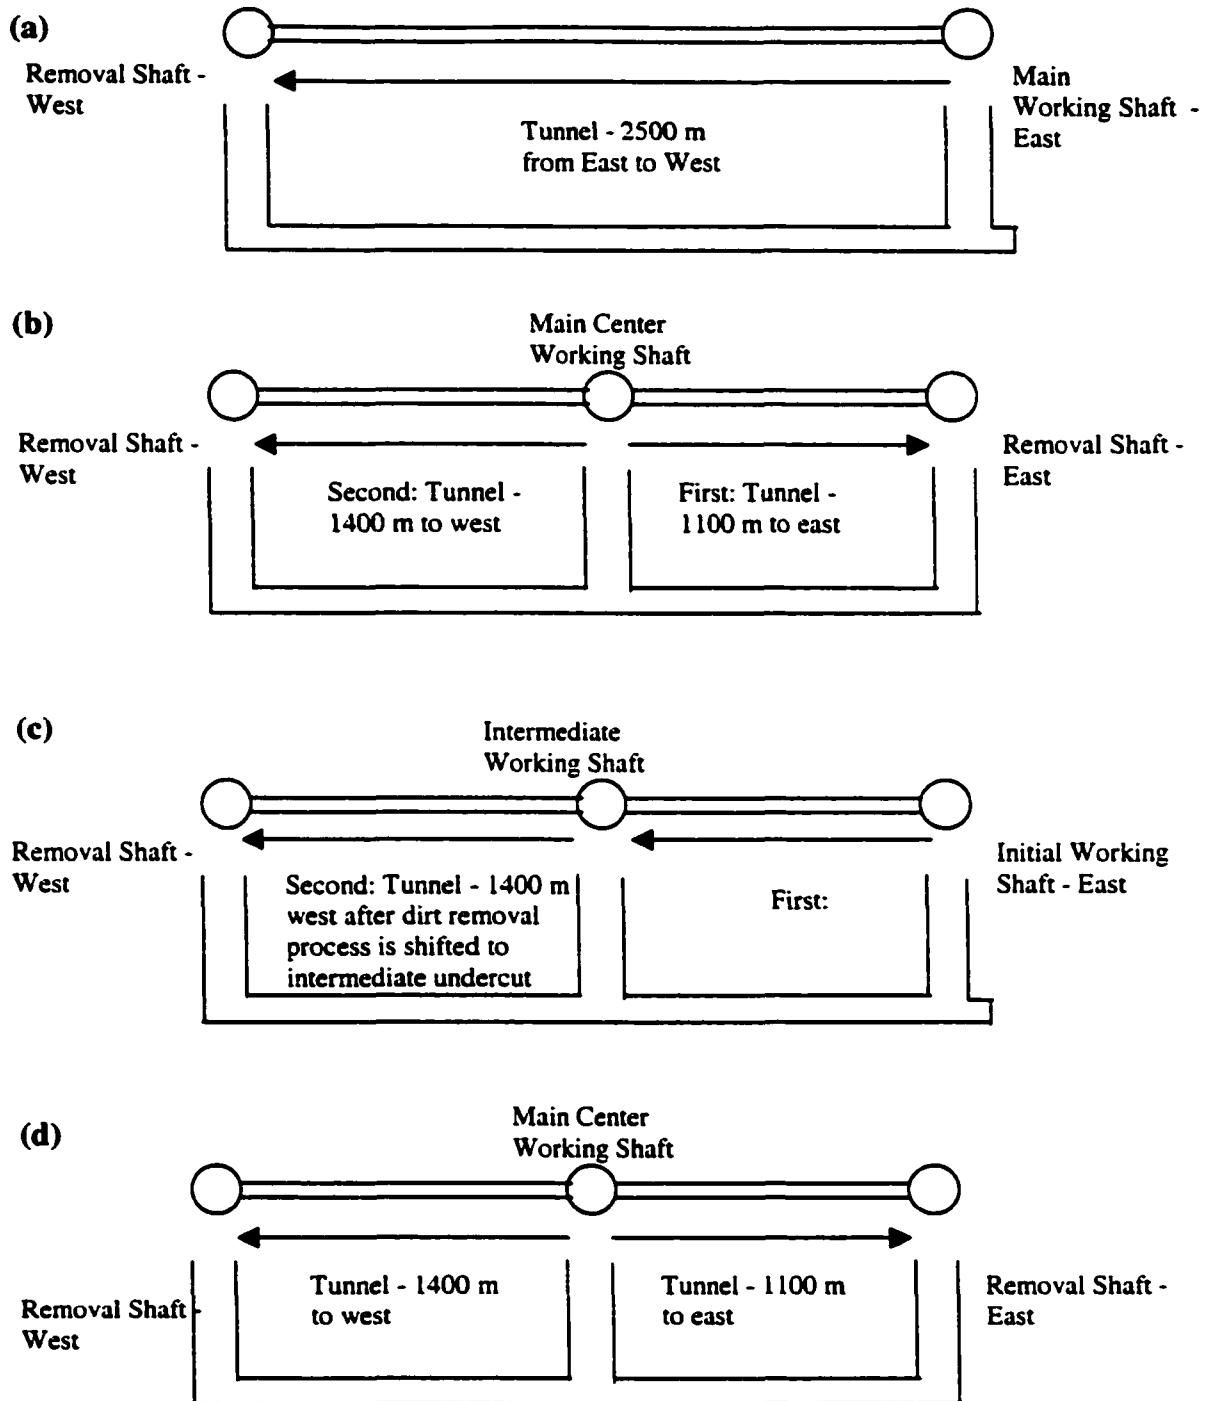 (a)
Removal Shaft -
West
Main
Working Shaft -
East
Tunnel - 2500 m
from East to West
(b)
Main Center
Working Shaft
Removal Shaft -
West
Removal Shaft -
East
Second: Tunnel -
1400 m to west
First: Tunnel -
1100 m to east
(c)
Intermediate
Working Shaft
Removal Shaft -
West
Initial Working
Shaft - East
Second: Tunnel - 1400 m
west after dirt removal
process is shifted to
intermediate undercut
First:
(d)
Main Center
Working Shaft
Removal Shaft -
West
Tunnel - 1400 m
to west
Tunnel - 1100 m
to east
Removal Shaft -
East